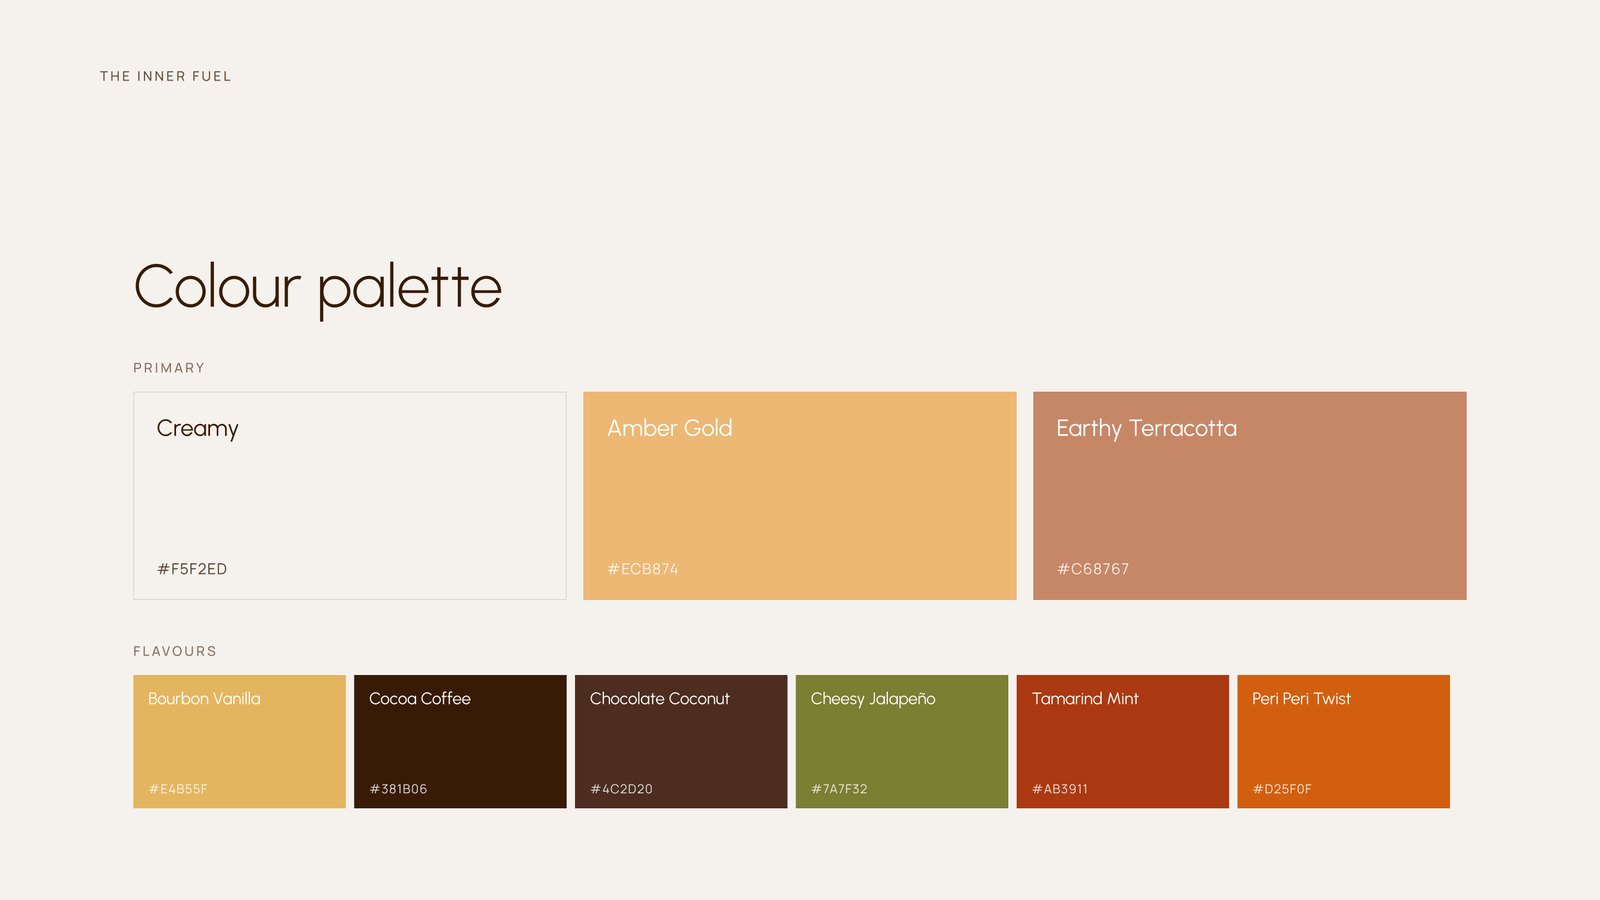 THE INNER FUEL
Colour palette
PRIMARY
Creamy
#F5F2ED
Amber Gold
#ECB874
Earthy Terracotta
#C68767
FLAVOURS
Bourbon Vanilla
#E4B55F
Cocoa Coffee
#381B06
Chocolate Coconut
#4C2D20
Cheesy Jalapeño
#7A7F32
Tamarind Mint
#AB3911
Peri Peri Twist
#D25F0F